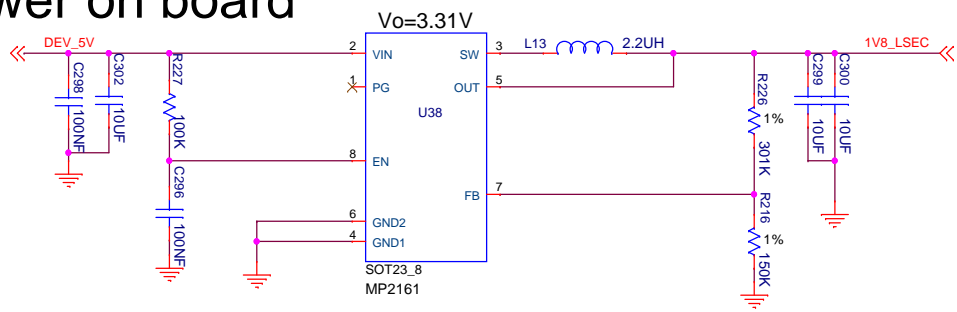 wer on board
Vo=3.31V
DEV_5V
2
VIN
SW
3
L13
2.2UH
1V8_LSEC
C298
100NF
C302
10UF
R227
100K
1
PG
OUT
5
U38
R226
1%
301K
C299
10UF
C300
10UF
8
EN
C296
100NF
FB
7
R216
1%
150K
6
GND2
4
GND1
SOT23_8
MP2161